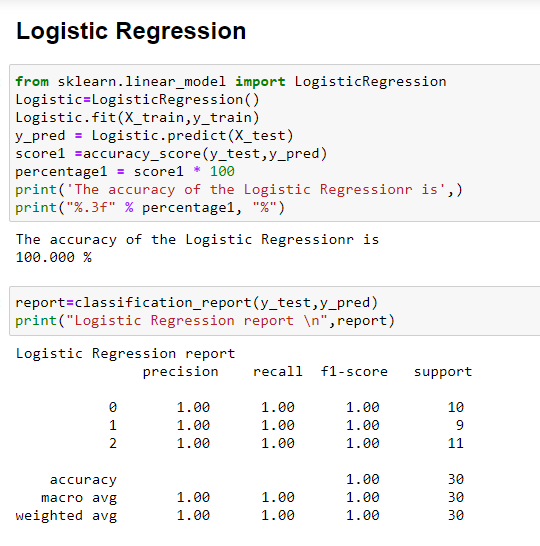 Logistic Regression
from sklearn.linear_model import LogisticRegression
Logistic=LogisticRegression()
Logistic.fit(X_train,y_train)
y_pred = Logistic.predict(X_test)
score1 =accuracy_score(y_test,y_pred)
percentage1 = score1 * 100
print('The accuracy of the Logistic Regressionr is',)
print("%.3f" % percentage1, "%")
The accuracy of the Logistic Regressionr is
100.000 %
report=classification_report(y_test,y_pred)
print("Logistic Regression report \n",report)
Logistic Regression report
precision recall f1-score support
0 1.00 1.00 1.00 10
1 1.00 1.00 1.00 9
2 1.00 1.00 1.00 11
accuracy 1.00 30
macro avg 1.00 1.00 1.00 30
weighted avg 1.00 1.00 1.00 30